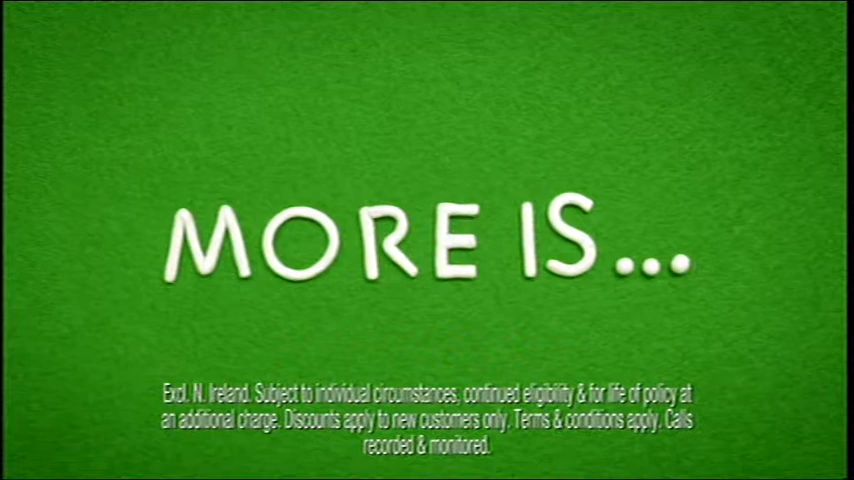 MORE IS...
Excl. N. Ireland. Subject to individual circumstances, continued eligibility & for life of policy at
an additional charge. Discounts apply to new customers only. Terms & conditions apply. Calls
recorded & monitored.